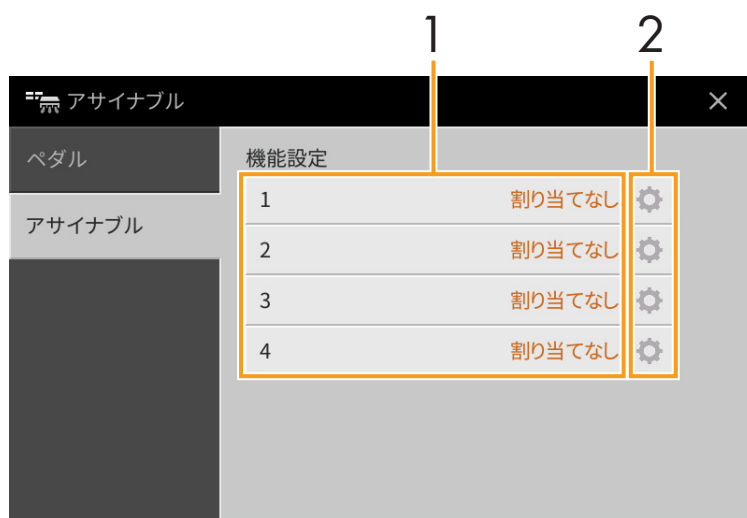 1 2
アサイナブル
ペダル
アサイナブル
機能設定
1 割り当てなし
2 割り当てなし
3 割り当てなし
4 割り当てなし